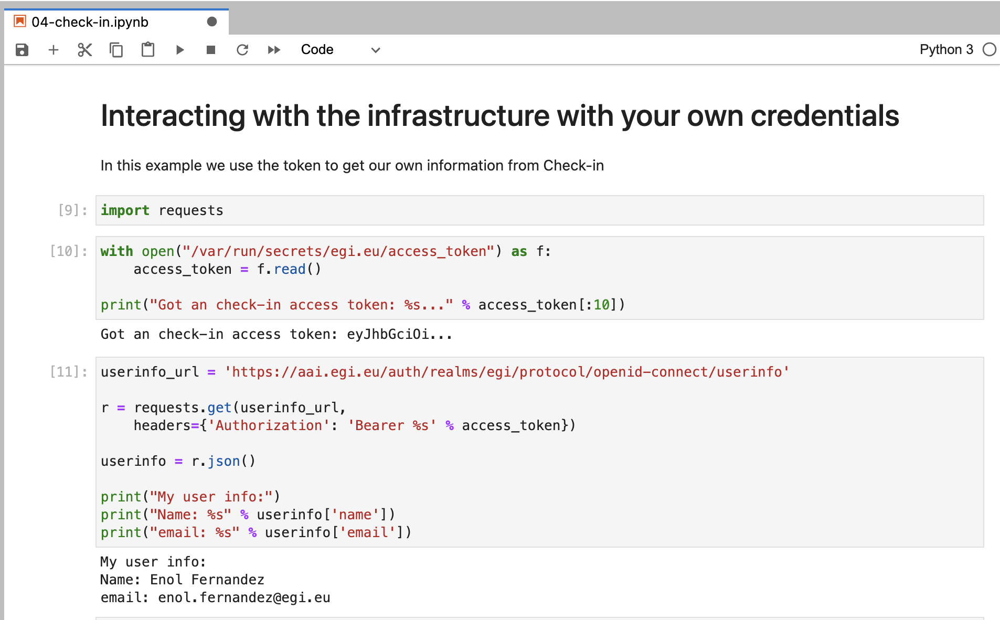 04-check-in.ipynb
Code
Python 3
Interacting with the infrastructure with your own credentials
In this example we use the token to get our own information from Check-in
[9]:
import requests
[10]:
with open("/var/run/secrets/egi.eu/access_token") as f:
    access_token = f.read()
print("Got an check-in access token: %s..." % access_token[:10])
Got an check-in access token: eyJhbGciOi...
[11]:
userinfo_url = 'https://aai.egi.eu/auth/realms/egi/protocol/openid-connect/userinfo'
r = requests.get(userinfo_url,
    headers={'Authorization': 'Bearer %s' % access_token})
userinfo = r.json()
print("My user info:")
print("Name: %s" % userinfo['name'])
print("email: %s" % userinfo['email'])
My user info:
Name: Enol Fernandez
email: enol.fernandez@egi.eu